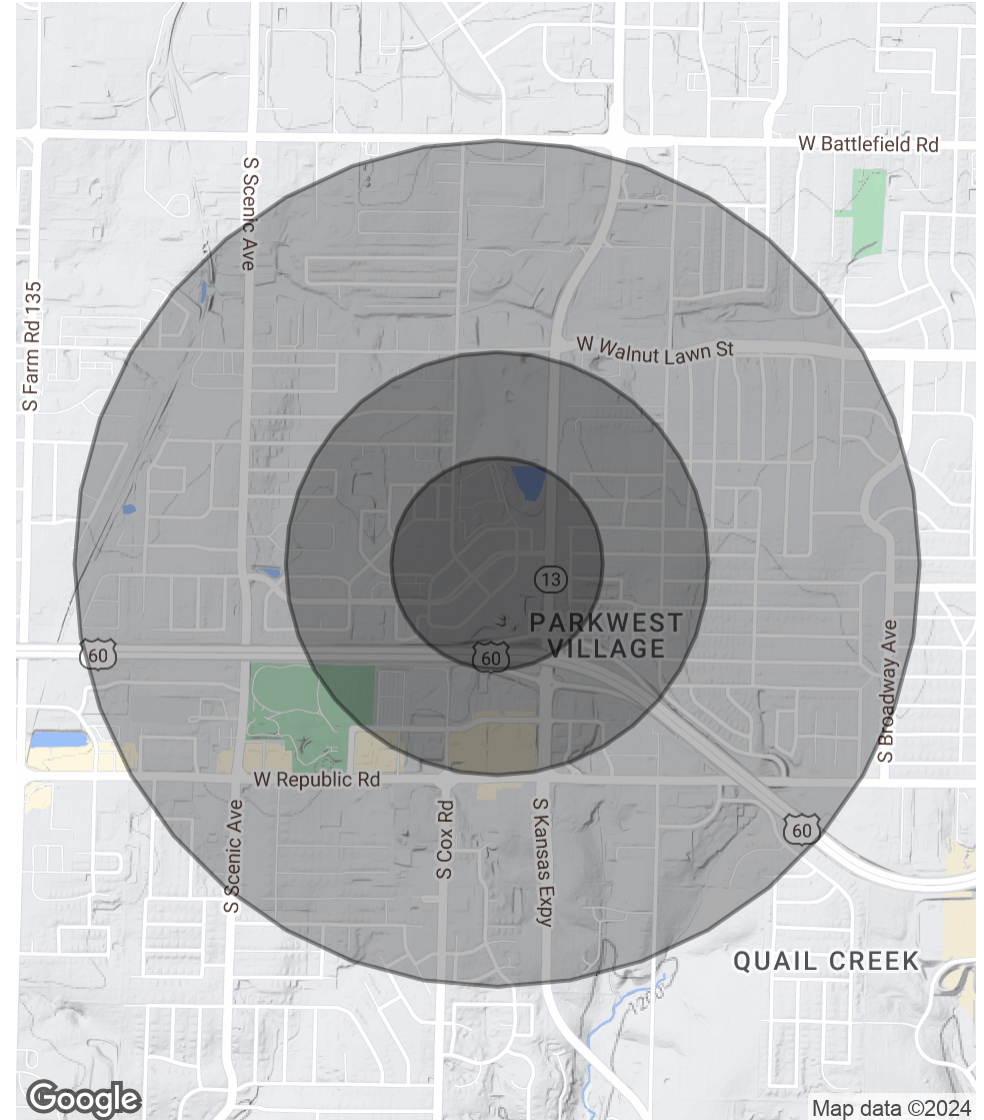 W Battlefield Rd
S Scenic Ave
S Farm Rd 135
W Walnut Lawn St
13
PARKWEST
VILLAGE
60
60
S Broadway Ave
W Republic Rd
S Scenic Ave
S Cox Rd
S Kansas Expy
60
QUAIL CREEK
1200
Google
Map data ©2024